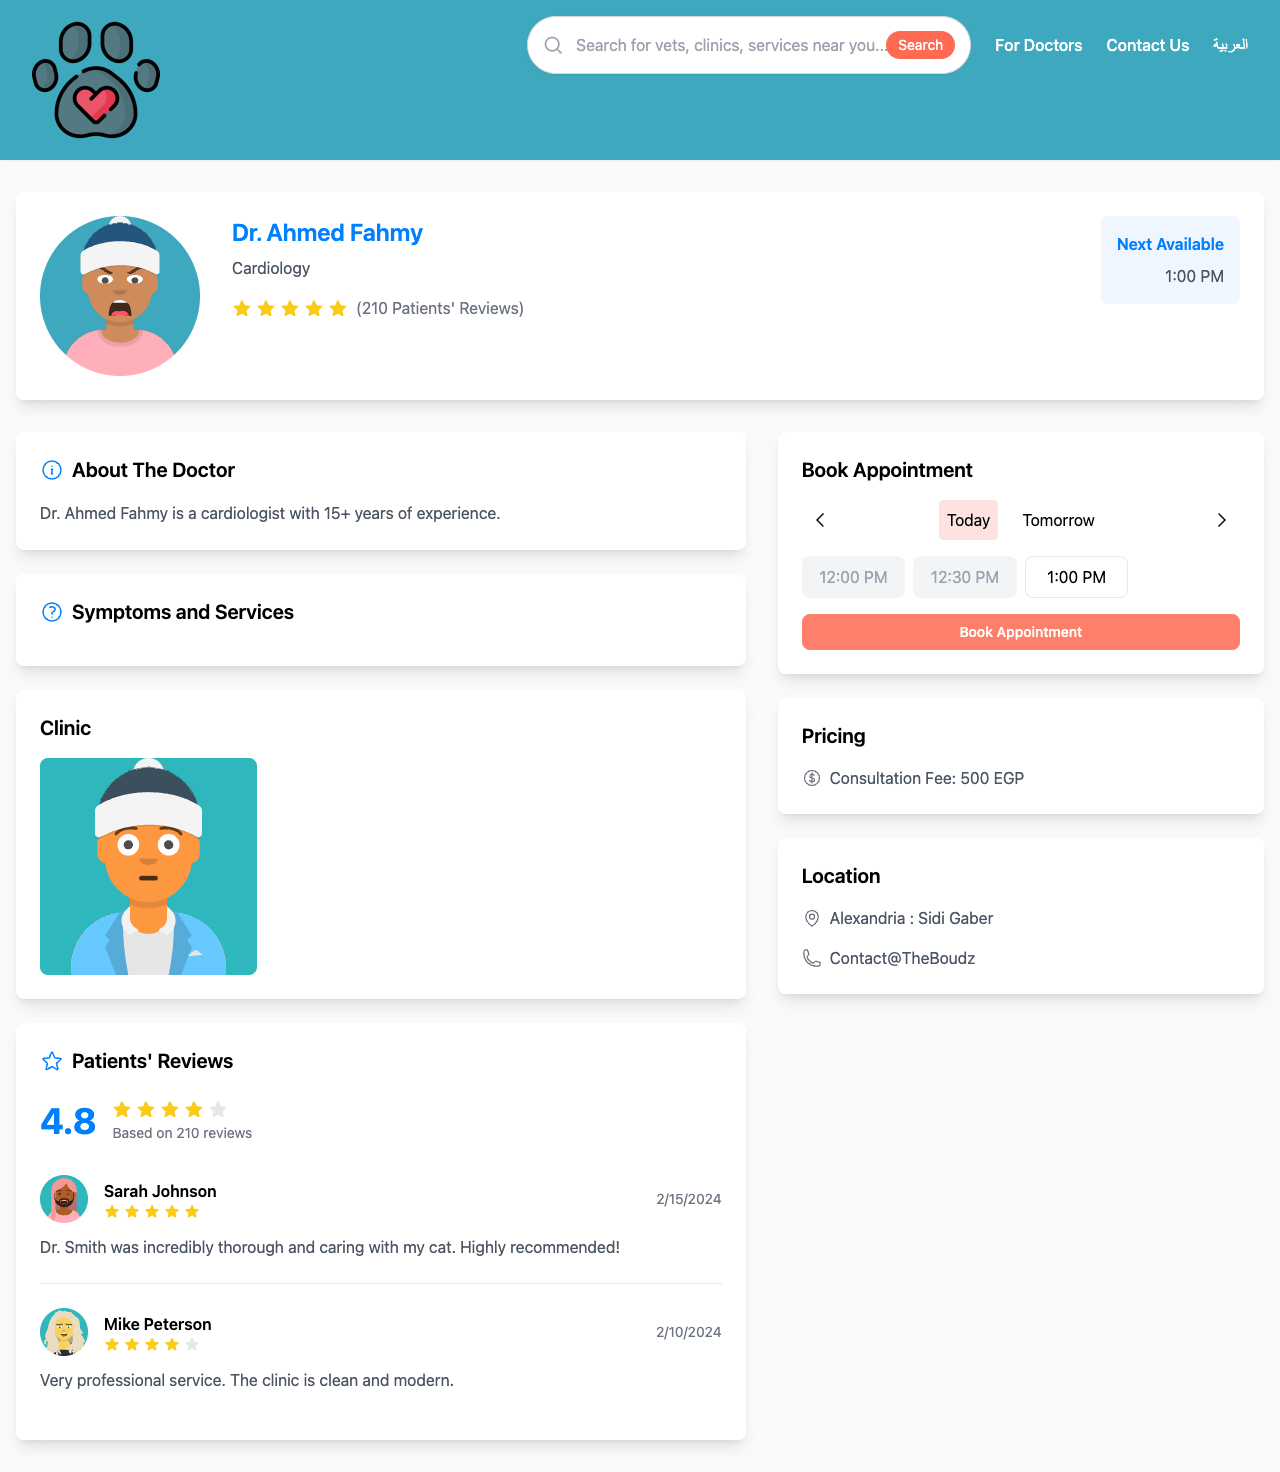 Search for vets, clinics, services near you...
Search
For Doctors
Contact Us
العربية
Dr. Ahmed Fahmy
Cardiology
(210 Patients' Reviews)
Next Available
1:00 PM
About The Doctor
Dr. Ahmed Fahmy is a cardiologist with 15+ years of experience.
Symptoms and Services
Clinic
Patients' Reviews
4.8
Based on 210 reviews
Sarah Johnson
2/15/2024
Dr. Smith was incredibly thorough and caring with my cat. Highly recommended!
Mike Peterson
2/10/2024
Very professional service. The clinic is clean and modern.
Book Appointment
Today
Tomorrow
12:00 PM
12:30 PM
1:00 PM
Book Appointment
Pricing
Consultation Fee: 500 EGP
Location
Alexandria : Sidi Gaber
Contact@TheBoudz